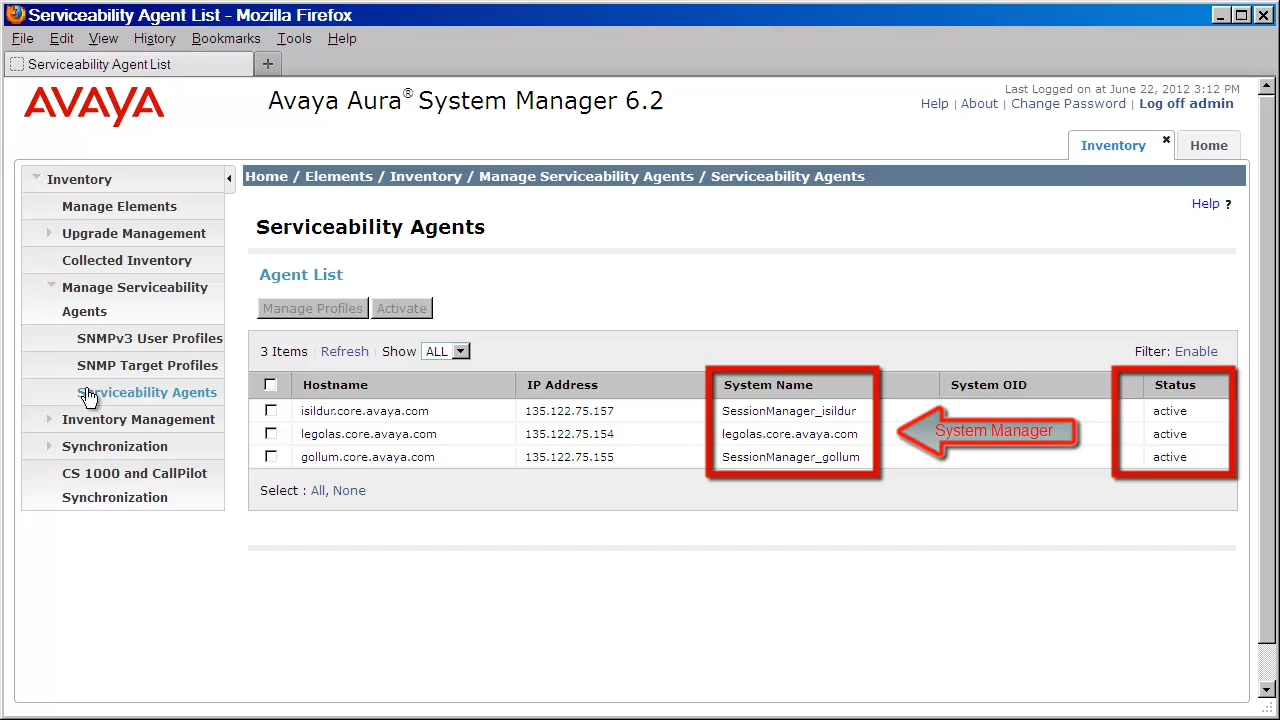 Serviceability Agent List - Mozilla Firefox
File Edit View History Bookmarks Tools Help
Serviceability Agent List +
AVAYA
Avaya Aura® System Manager 6.2
Last Logged on at June 22, 2012 3:12 PM
Help | About | Change Password | Log off admin
Inventory × Home
Inventory
Manage Elements
Upgrade Management
Collected Inventory
Manage Serviceability
Agents
SNMPv3 User Profiles
SNMP Target Profiles
Serviceability Agents
Inventory Management
Synchronization
CS 1000 and CallPilot
Synchronization
Home / Elements / Inventory / Manage Serviceability Agents / Serviceability Agents
Help ?
Serviceability Agents
Agent List
Manage Profiles Activate
3 Items | Refresh | Show ALL Filter: Enable
Hostname IP Address System Name System OID Status
isildur.core.avaya.com 135.122.75.157 SessionManager_isildur active
legolas.core.avaya.com 135.122.75.154 legolas.core.avaya.com System Manager active
gollum.core.avaya.com 135.122.75.155 SessionManager_gollum active
Select : All, None